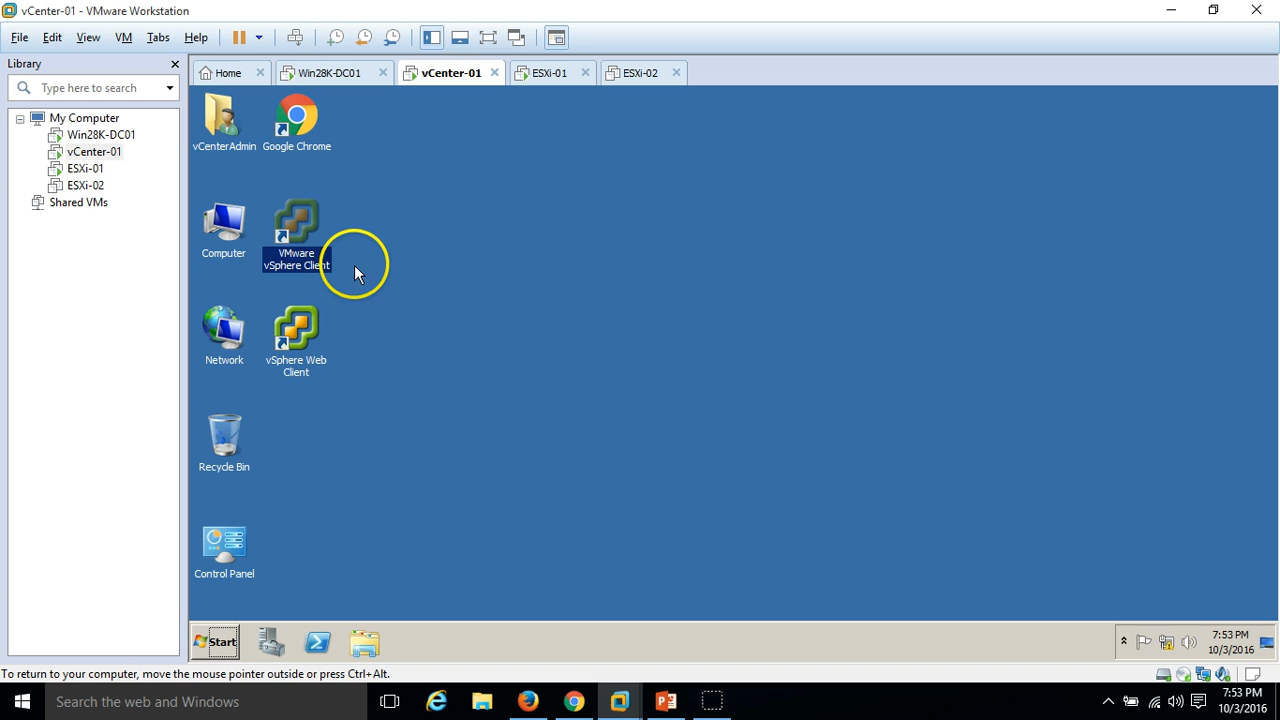 vCenter-01 - VMware Workstation
File Edit View VM Tabs Help
Library
Type here to search
My Computer
Win28K-DC01
vCenter-01
ESXi-01
ESXi-02
Shared VMs
Home Win28K-DC01 vCenter-01 ESXi-01 ESXi-02
vCenterAdmin Google Chrome
Computer
VMware
vSphere Client
Network
vSphere Web
Client
Recycle Bin
Control Panel
Start
7:53 PM
10/3/2016
To return to your computer, move the mouse pointer outside or press Ctrl+Alt.
Search the web and Windows
7:53 PM
10/3/2016